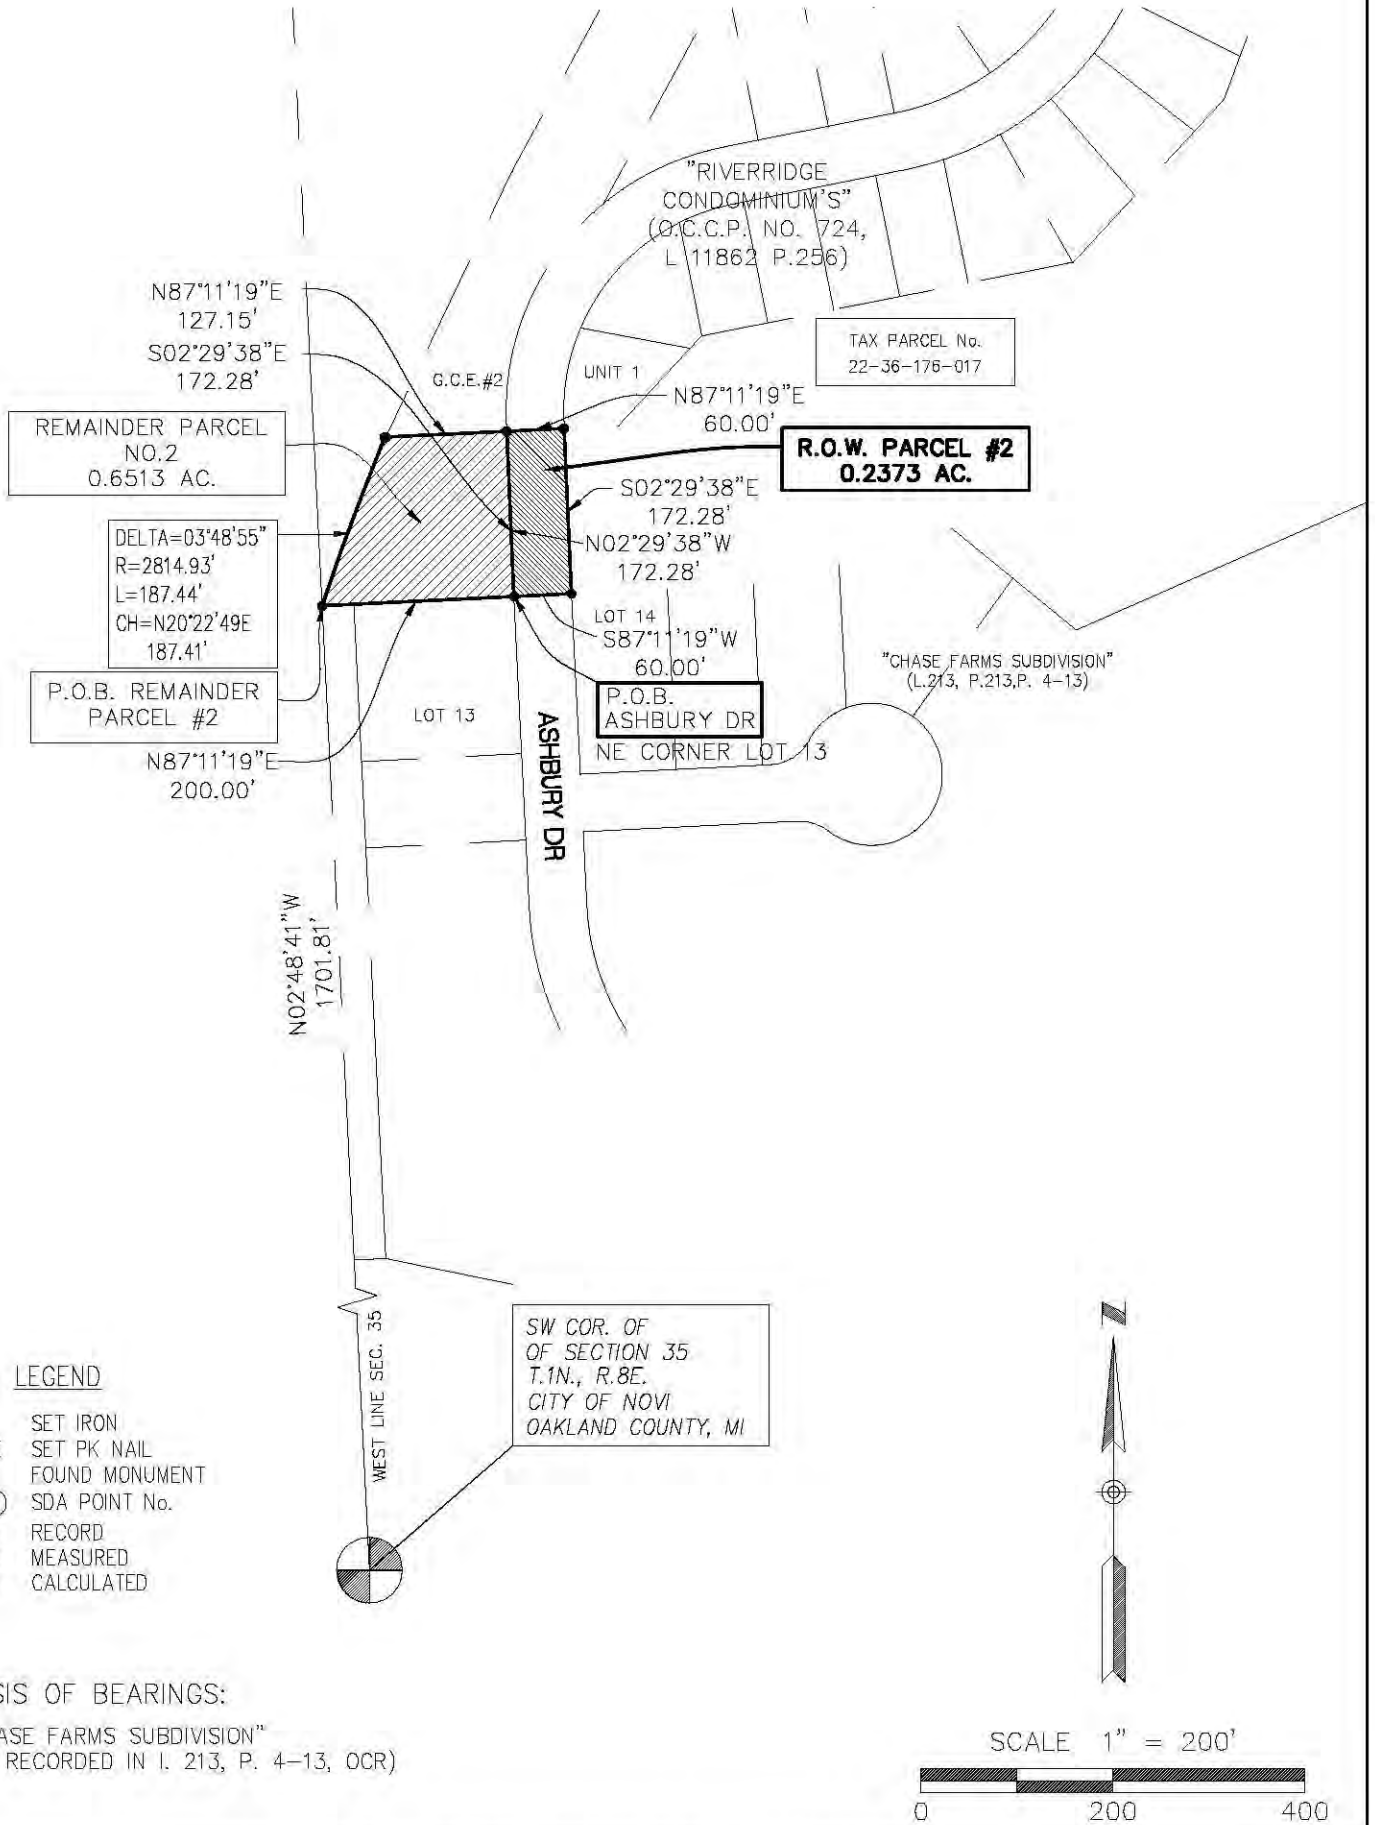 "RIVERRIDGE
CONDOMINIUM'S"
(O.C.C.P. NO. 724,
L 11862 P.256)
N87°11'19"E
127.15'
S02°29'38"E
172.28'
G.C.E.#2
UNIT 1
TAX PARCEL No.
22-36-176-017
N87°11'19"E
60.00'
REMAINDER PARCEL
NO.2
0.6513 AC.
R.O.W. PARCEL #2
0.2373 AC.
S02°29'38"E
172.28'
N02°29'38"W
172.28'
DELTA=03°48'55"
R=2814.93'
L=187.44'
CH=N20°22'49E
187.41'
LOT 14
S87°11'19"W
60.00'
"CHASE FARMS SUBDIVISION"
(L.213, P.213,P. 4-13)
P.O.B. REMAINDER
PARCEL #2
P.O.B.
ASHBURY DR
NE CORNER LOT 13
LOT 13
N87°11'19"E
200.00'
ASHBURY DR
N02°48'41"W
1701.81'
WEST LINE SEC. 35
SW COR. OF
OF SECTION 35
T.1N., R.8E.
CITY OF NOVI
OAKLAND COUNTY, MI
N
LEGEND
SET IRON
SET PK NAIL
FOUND MONUMENT
SDA POINT No.
RECORD
MEASURED
CALCULATED
SIS OF BEARINGS:
ASE FARMS SUBDIVISION"
RECORDED IN l. 213, P. 4-13, OCR)
SCALE 1" = 200'
0 200 400